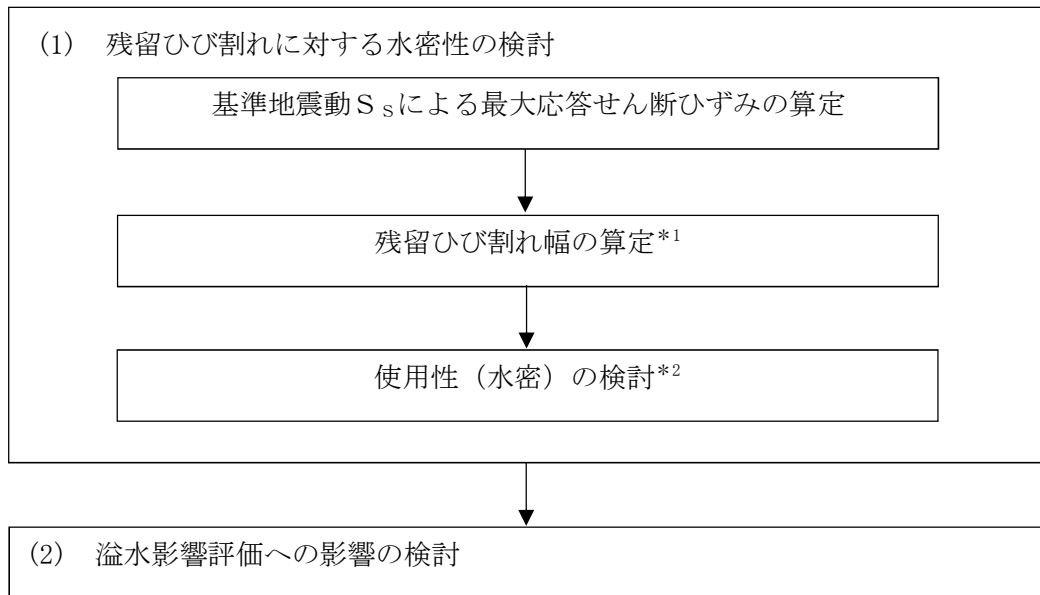 (1) 残留ひび割れに対する水密性の検討
基準地震動Ｓsによる最大応答せん断ひずみの算定
残留ひび割れ幅の算定*1
使用性（水密）の検討*2
(2) 溢水影響評価への影響の検討